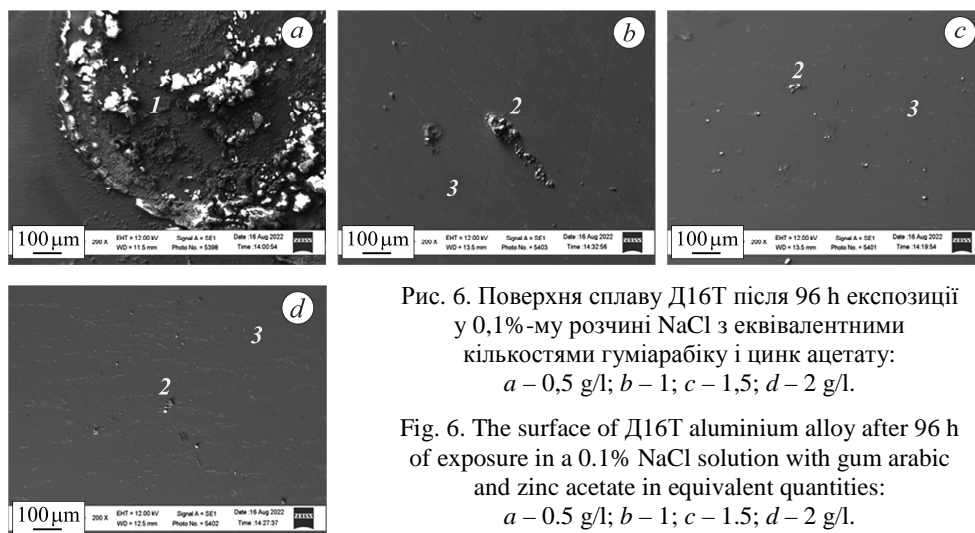 a
1
100 μm
200 X
EHT = 12.00 kV
WD = 11.5 mm
Signal A = SE1
Photo No. = 5398
Date :16 Aug 2022
Time :14:00:54
ZEISS
b
2
3
100 μm
200 X
EHT = 12.00 kV
WD = 13.5 mm
Signal A = SE1
Photo No. = 5403
Date :16 Aug 2022
Time :14:32:56
ZEISS
c
2
3
100 μm
200 X
EHT = 12.00 kV
WD = 13.5 mm
Signal A = SE1
Photo No. = 5401
Date :16 Aug 2022
Time :14:19:54
ZEISS
d
3
2
100 μm
200 X
EHT = 12.00 kV
WD = 12.5 mm
Signal A = SE1
Photo No. = 5402
Date :16 Aug 2022
Time :14:27:37
ZEISS
Рис. 6. Поверхня сплаву Д16Т після 96 h експозиції
у 0,1%-му розчині NaCl з еквівалентними
кількостями гуміарабіку і цинк ацетату:
a – 0,5 g/l; b – 1; c – 1,5; d – 2 g/l.
Fig. 6. The surface of Д16Т aluminium alloy after 96 h
of exposure in a 0.1% NaCl solution with gum arabic
and zinc acetate in equivalent quantities:
a – 0.5 g/l; b – 1; c – 1.5; d – 2 g/l.